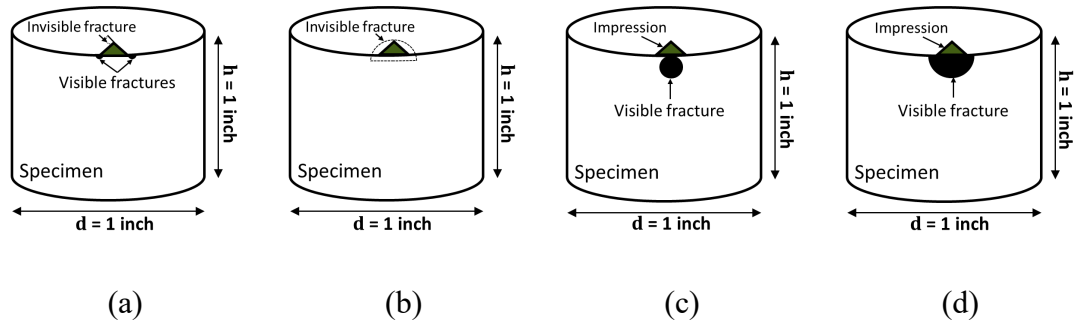 Invisible fracture
Visible fractures
Specimen
h = 1 inch
d = 1 inch
(a)
Invisible fracture
Specimen
h = 1 inch
d = 1 inch
(b)
Impression
Visible fracture
Specimen
h = 1 inch
d = 1 inch
(c)
Impression
Visible fracture
Specimen
h = 1 inch
d = 1 inch
(d)